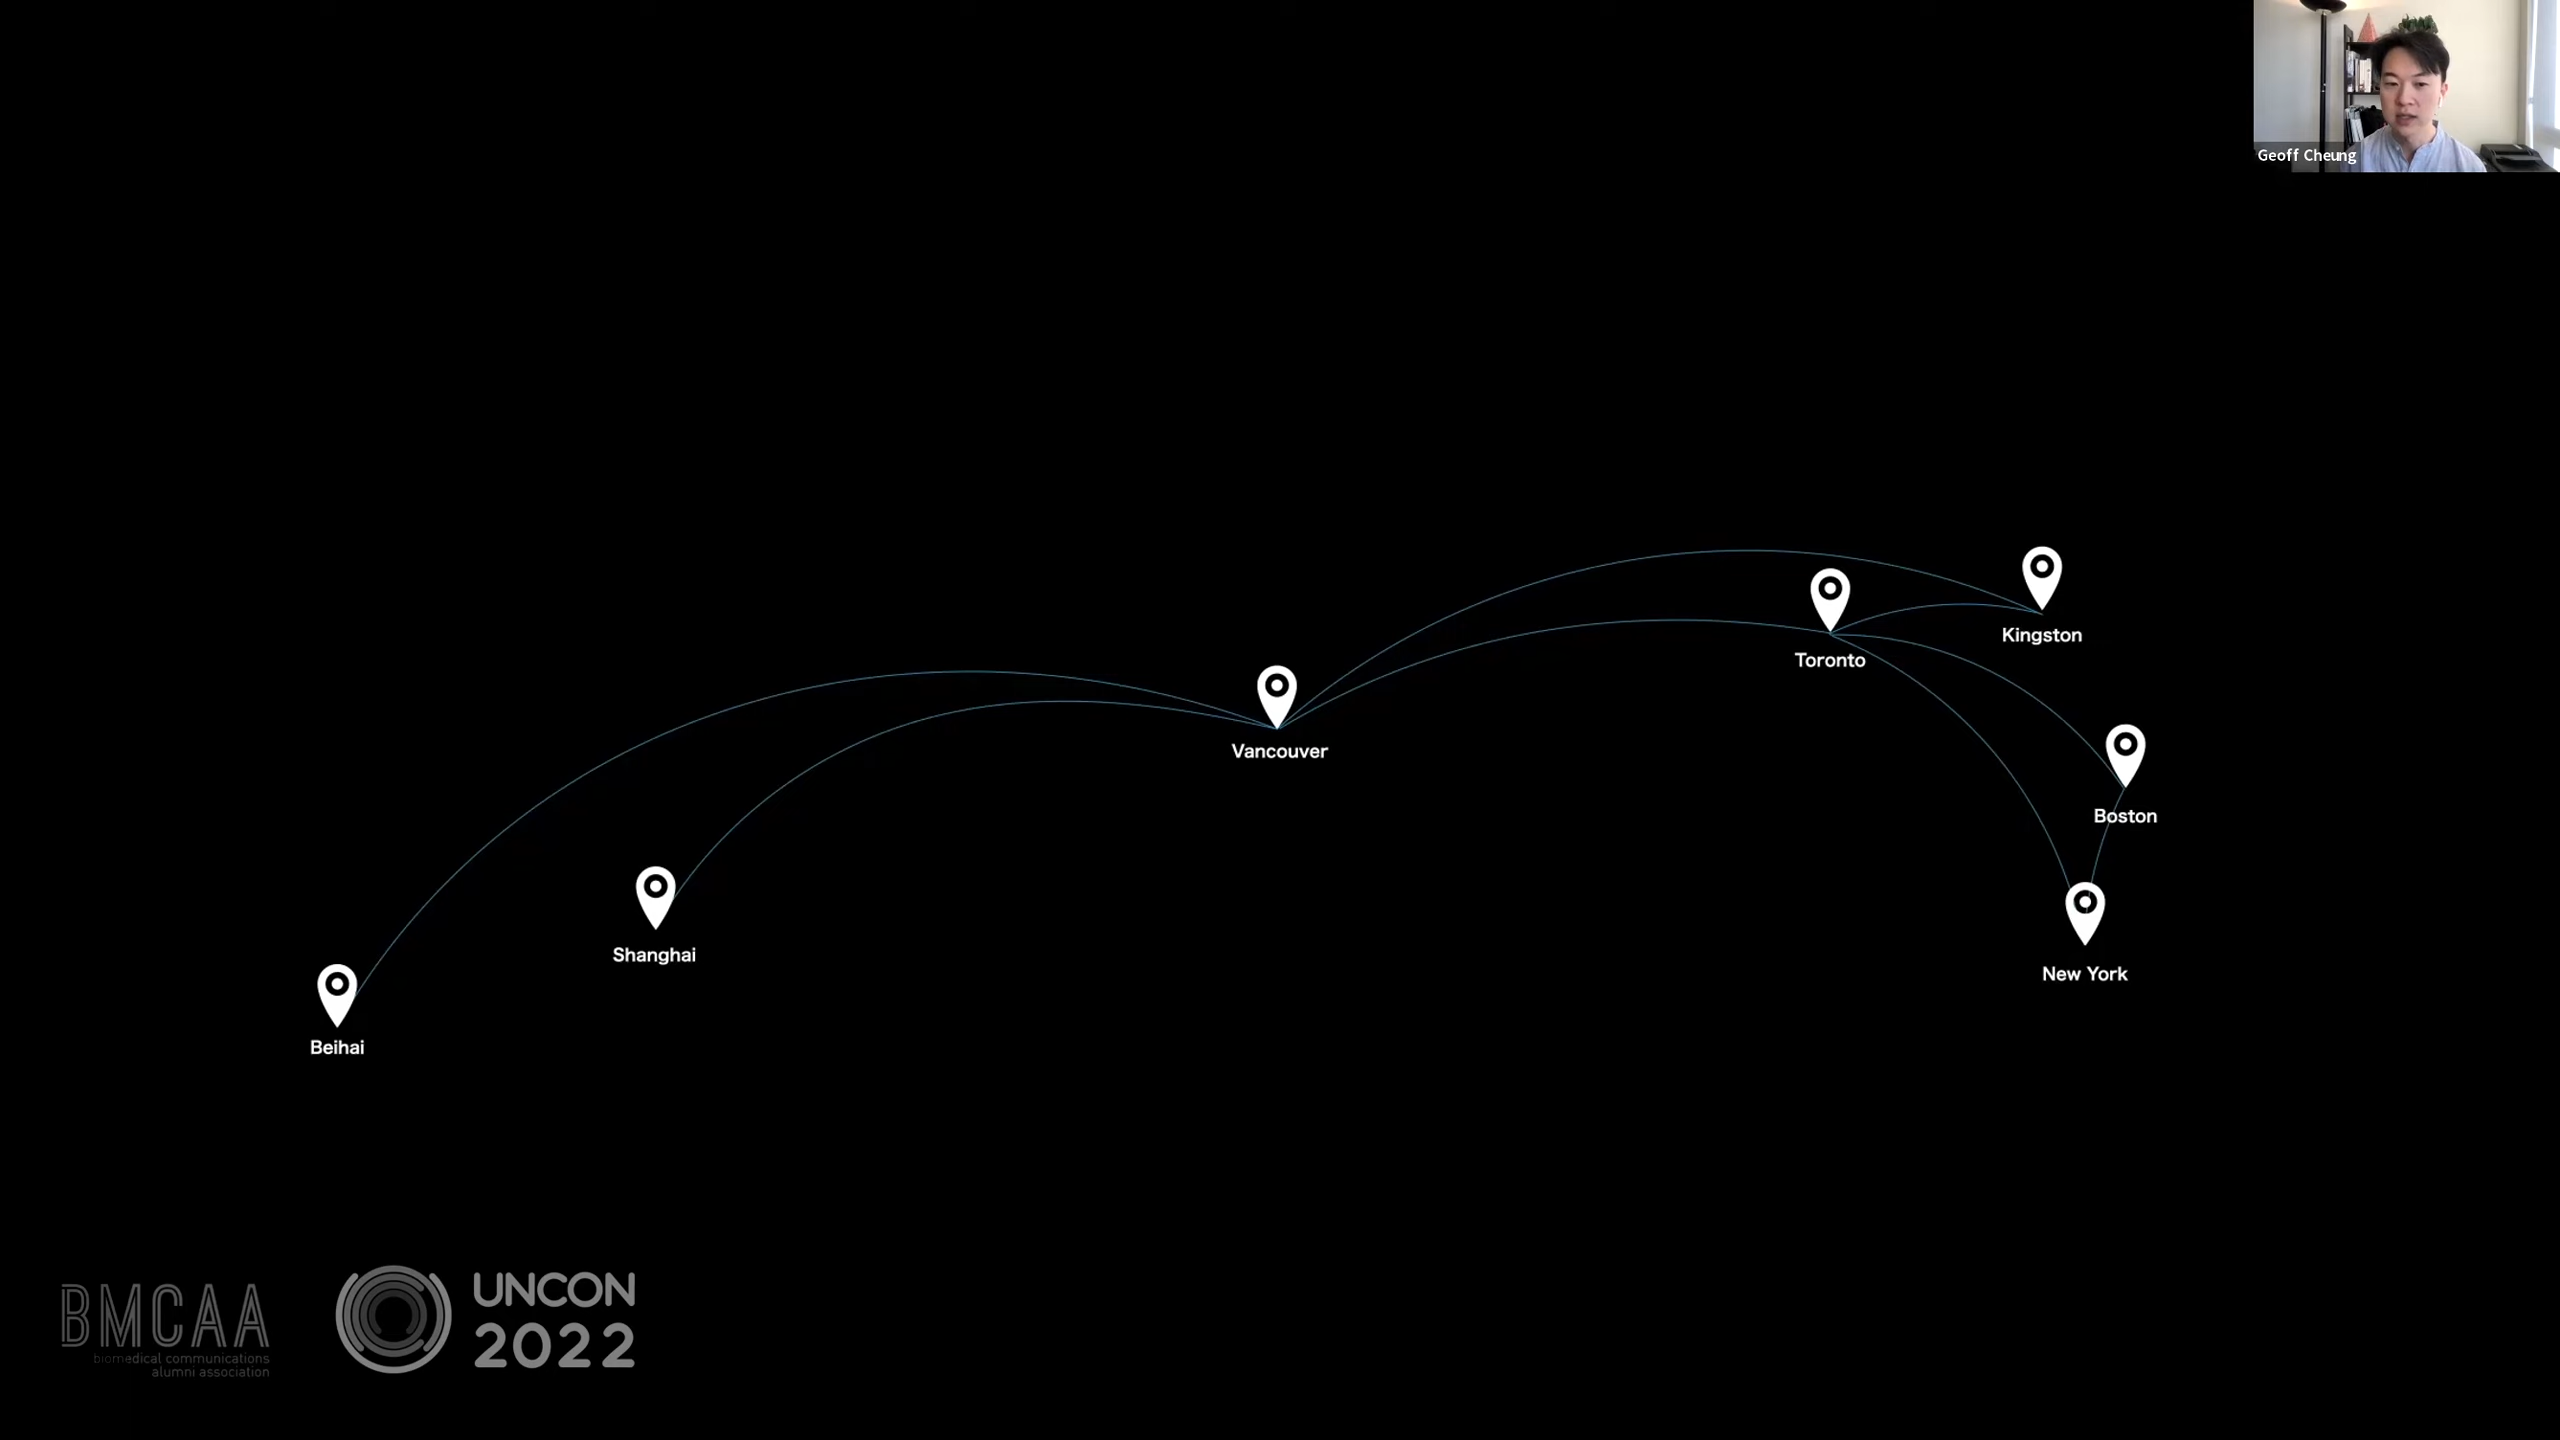 Geoff Cheung
Kingston
Toronto
Vancouver
Boston
Shanghai
New York
Beihai
BMCAA
biomedical communications
alumni association
UNCON
2022